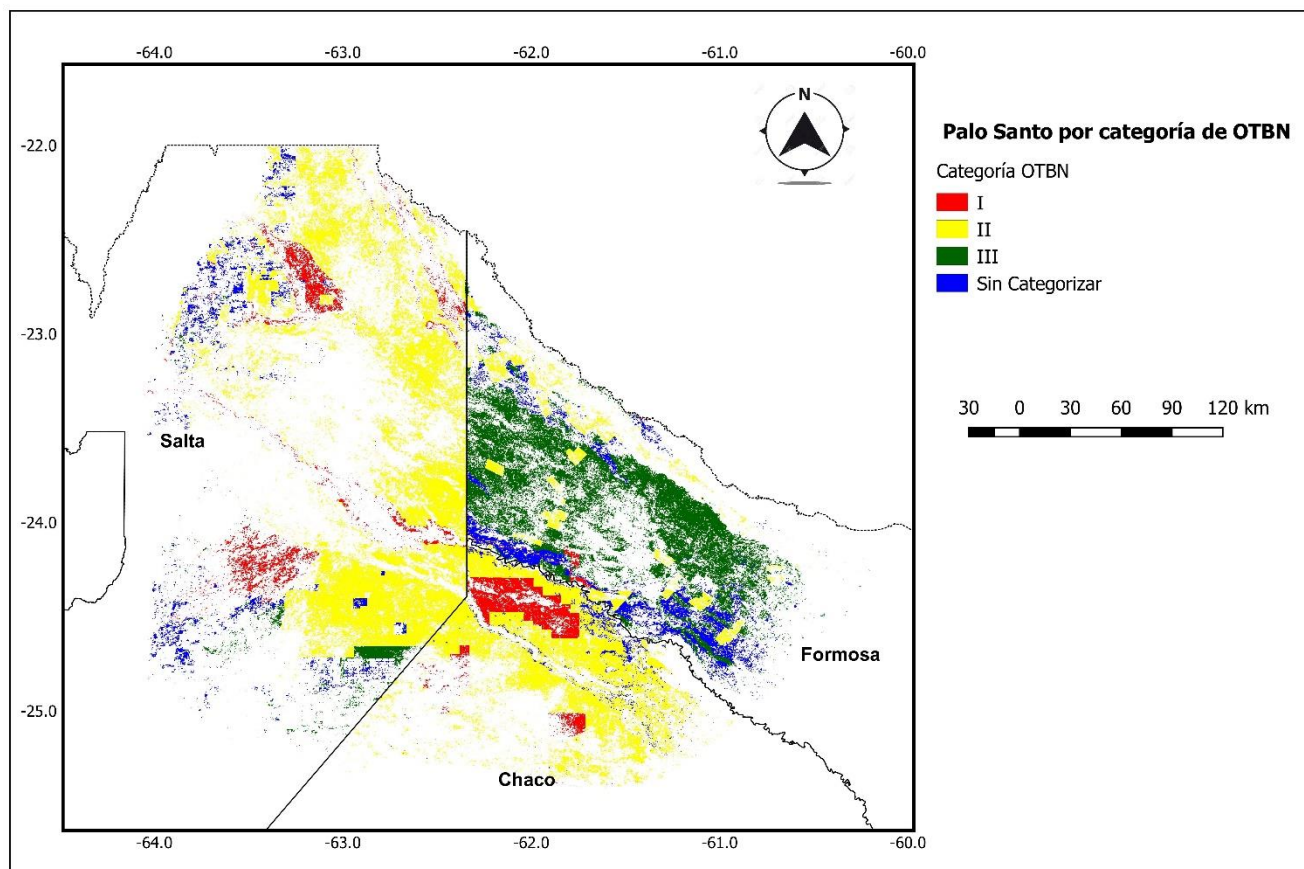 -64.0 -63.0 -62.0 -61.0 -60.0
N
-22.0
-23.0
-24.0
-25.0
Salta
Formosa
Chaco
-64.0 -63.0 -62.0 -61.0 -60.0
Palo Santo por categoría de OTBN
Categoría OTBN
I
II
III
Sin Categorizar
30 0 30 60 90 120 km